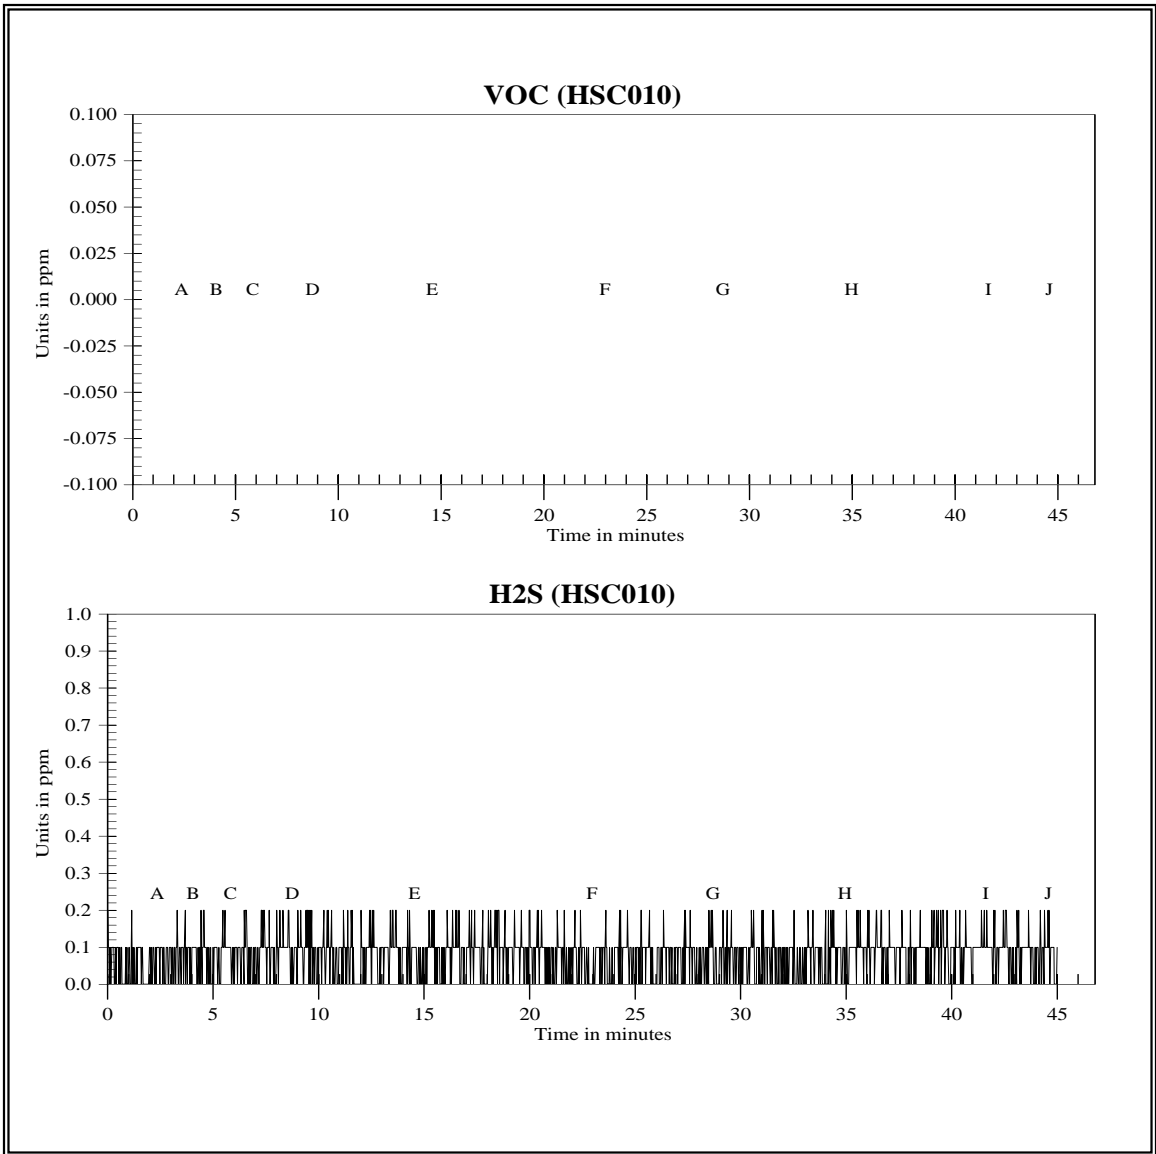 VOC (HSC010)
0.100
0.075
0.050
0.025
0.000
-0.025
-0.050
-0.075
-0.100
Units in ppm
A B C D E F G H I J
0 5 10 15 20 25 30 35 40 45
Time in minutes
H2S (HSC010)
1.0
0.9
0.8
0.7
0.6
0.5
0.4
0.3
0.2
0.1
0.0
Units in ppm
A B C D E F G H I J
0 5 10 15 20 25 30 35 40 45
Time in minutes